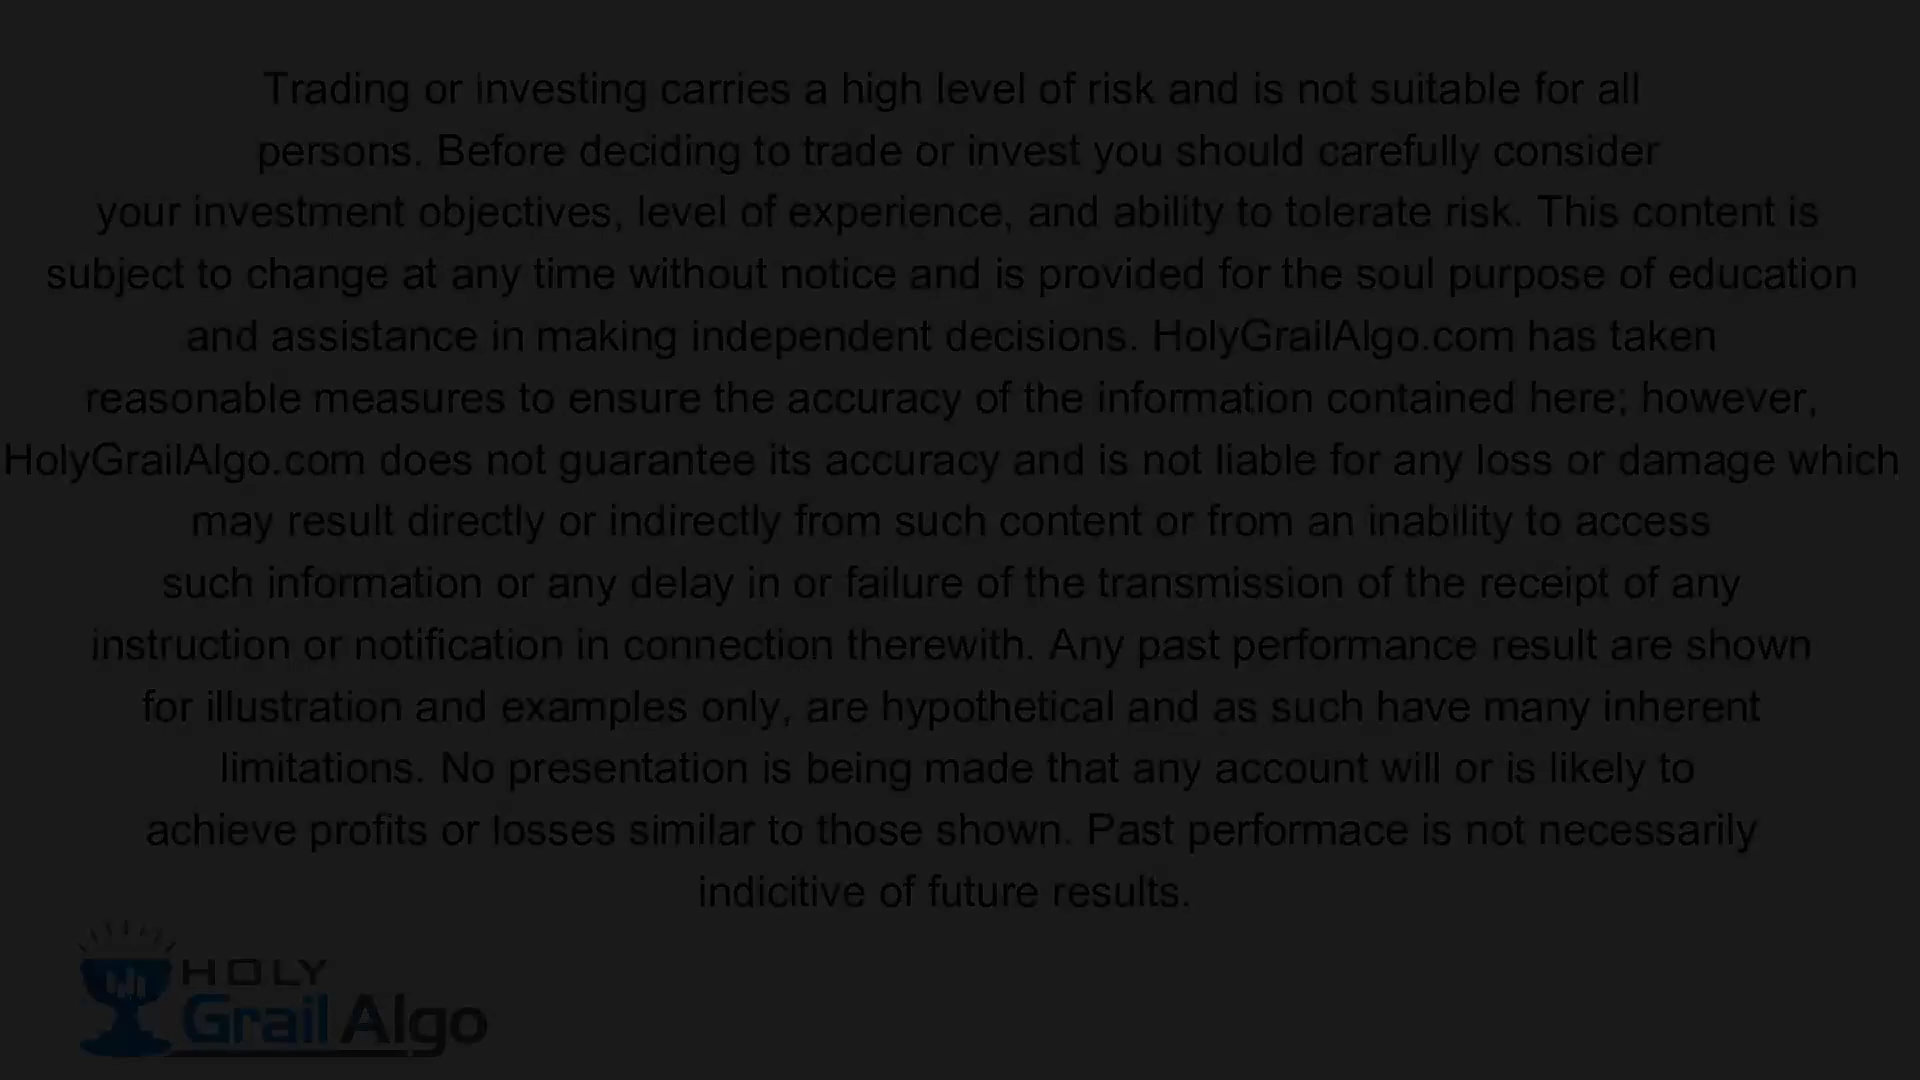 Trading or Investing carries a high level of risk and is not suitable for all
persons. Before deciding to trade or invest you should carefully consider
your investment objectives, level of experience, and ability to tolerate risk. This content is
subject to change at any time without notice and is provided for the soul purpose of education
and assistance in making independent decisions. HolyGrailAlgo.com has taken
reasonable measures to ensure the accuracy of the information contained here; however,
HolyGrailAlgo.com does not guarantee its accuracy and is not liable for any loss or damage which
may result directly or indirectly from such content or from an inability to access
such information or any delay in or failure of the transmission of the receipt of any
instruction or notification in connection therewith. Any past performance result are shown
for illustration and examples only, are hypothetical and as such have many inherent
limitations. No presentation is being made that any account will or is likely to
achieve profits or losses similar to those shown. Past performace is not necessarily
indicitive of future results.
HOLY
Grail Algo